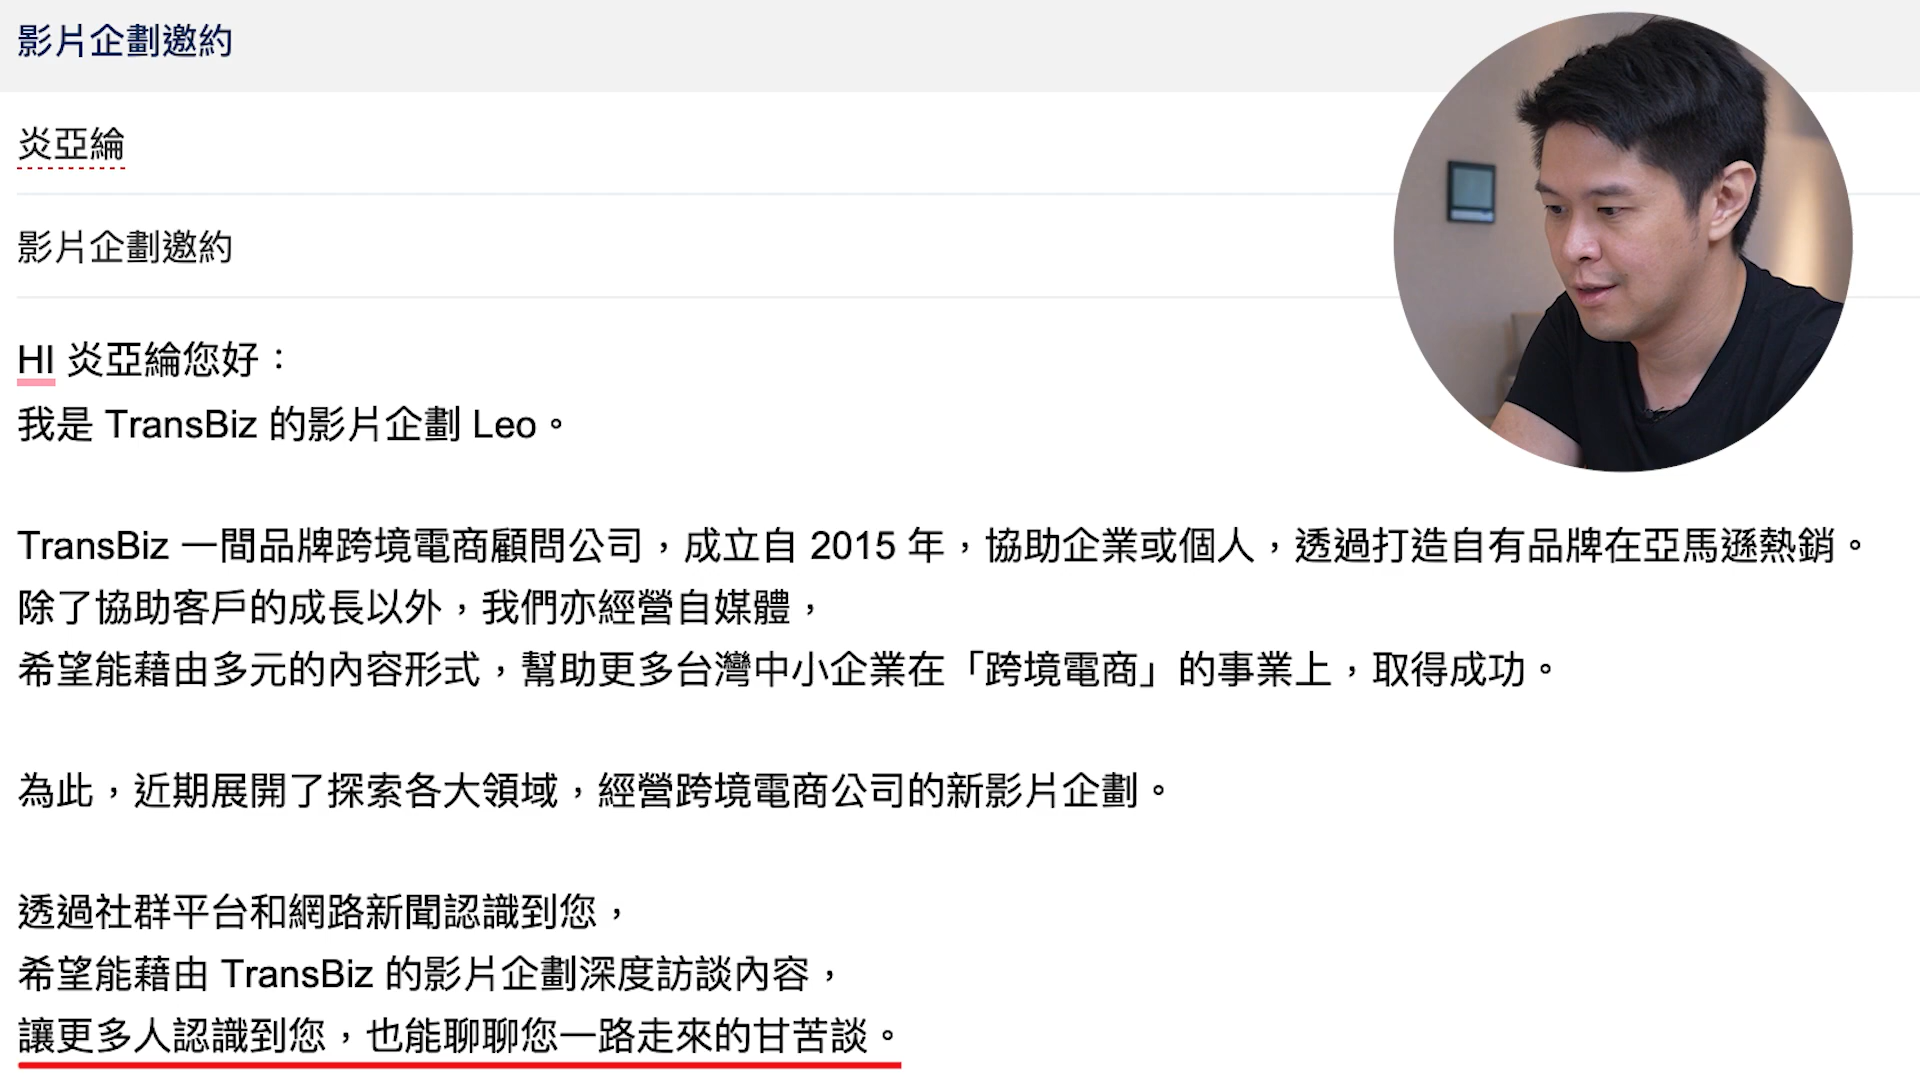 影片企劃邀約
炎亞綸
影片企劃邀約
HI 炎亞綸您好：
我是 TransBiz 的影片企劃 Leo。
TransBiz 一間品牌跨境電商顧問公司，成立自 2015 年，協助企業或個人，透過打造自有品牌在亞馬遜熱銷。
除了協助客戶的成長以外，我們亦經營自媒體，
希望能藉由多元的內容形式，幫助更多台灣中小企業在「跨境電商」的事業上，取得成功。
為此，近期展開了探索各大領域，經營跨境電商公司的新影片企劃。
透過社群平台和網路新聞認識到您，
希望能藉由 TransBiz 的影片企劃深度訪談內容，
讓更多人認識到您，也能聊聊您一路走來的甘苦談。